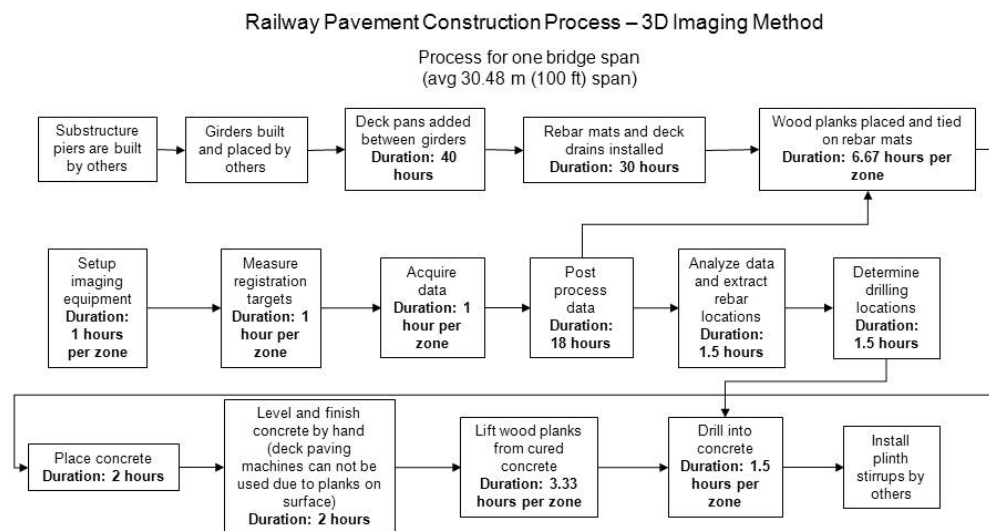 Railway Pavement Construction Process – 3D Imaging Method
Process for one bridge span
(avg 30.48 m (100 ft) span)
Substructure
piers are built
by others
Girders built
and placed by
others
Deck pans added
between girders
Duration: 40
hours
Rebar mats and deck
drains installed
Duration: 30 hours
Wood planks placed and tied
on rebar mats
Duration: 6.67 hours per
zone
Setup
imaging
equipment
Duration:
1 hours
per zone
Measure
registration
targets
Duration: 1
hour per
zone
Acquire
data
Duration: 1
hour per
zone
Post
process
data
Duration:
18 hours
Analyze data
and extract
rebar
locations
Duration:
1.5 hours
Determine
drilling
locations
Duration:
1.5 hours
Place concrete
Duration: 2 hours
Level and finish
concrete by hand
(deck paving
machines can not be
used due to planks on
surface)
Duration: 2 hours
Lift wood planks
from cured
concrete
Duration: 3.33
hours per zone
Drill into
concrete
Duration: 1.5
hours per
zone
Install
plinth
stirrups by
others